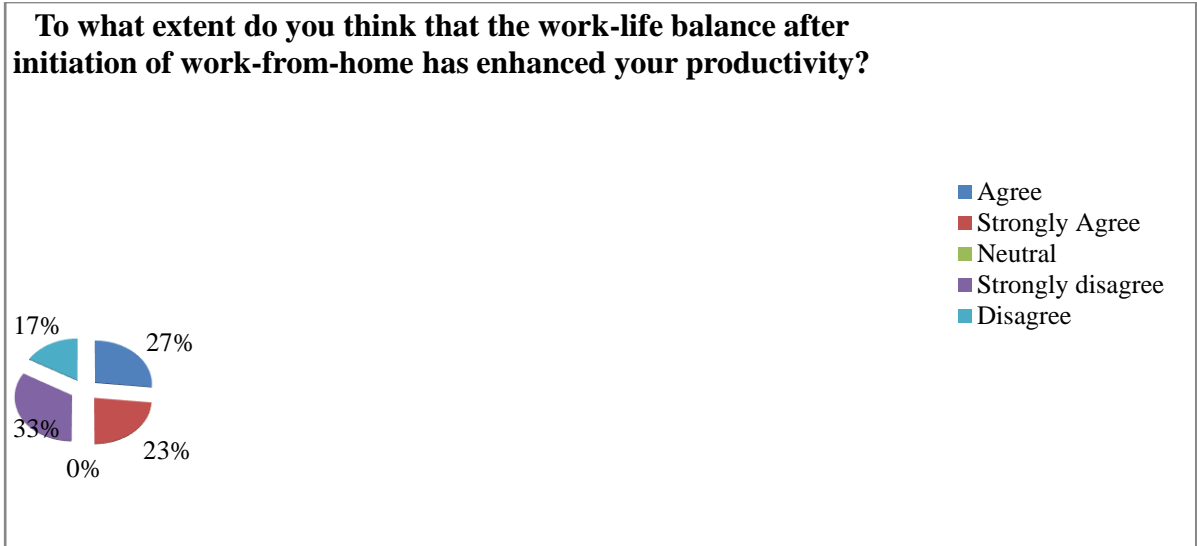 To what extent do you think that the work-life balance after
initiation of work-from-home has enhanced your productivity?
Agree
Strongly Agree
Neutral
Strongly disagree
Disagree
17%
27%
33%
23%
0%